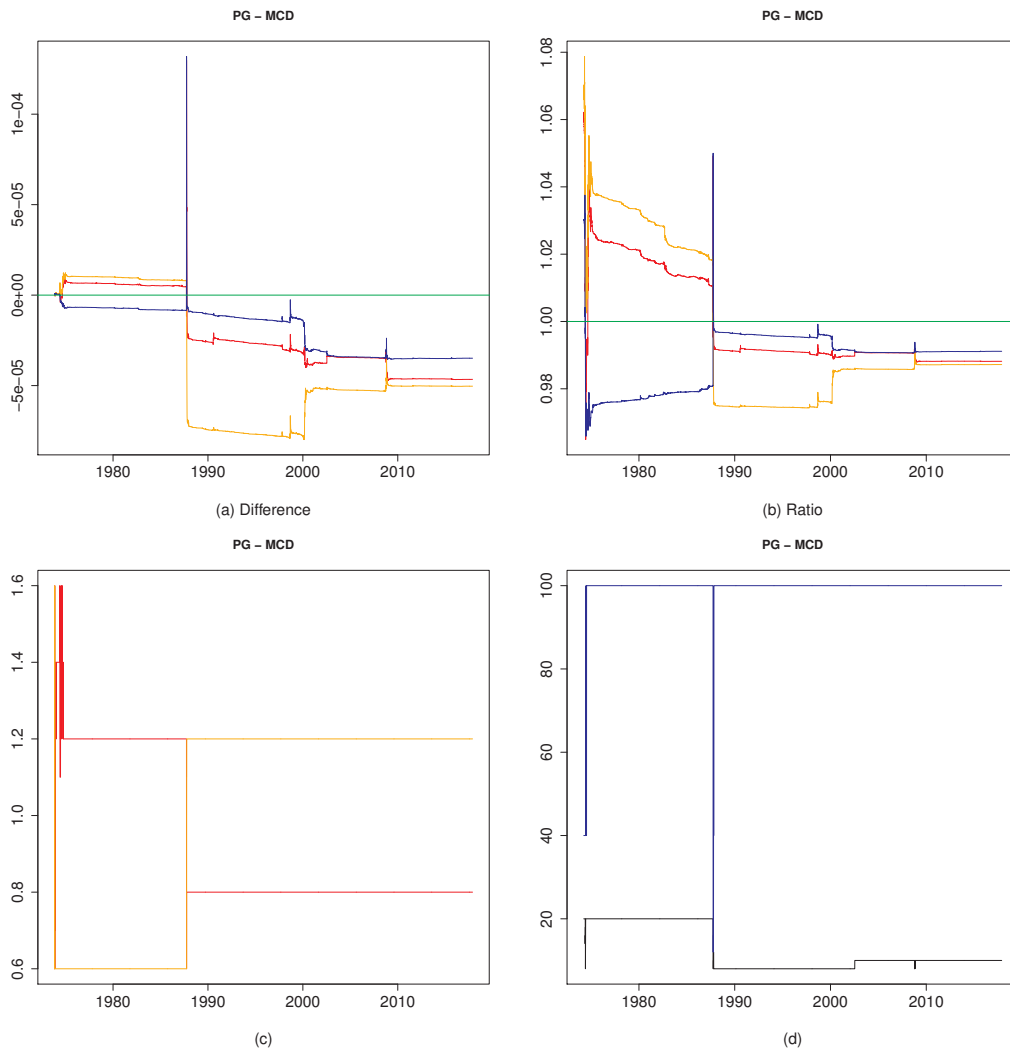 PG − MCD
1e−04
5e−05
0e+00
−5e−05
1980 1990 2000 2010
(a) Difference
PG − MCD
1.08
1.06
1.04
1.02
1.00
0.98
1980 1990 2000 2010
(b) Ratio
PG − MCD
1.6
1.4
1.2
1.0
0.8
0.6
1980 1990 2000 2010
(c)
PG − MCD
100
80
60
40
20
1980 1990 2000 2010
(d)